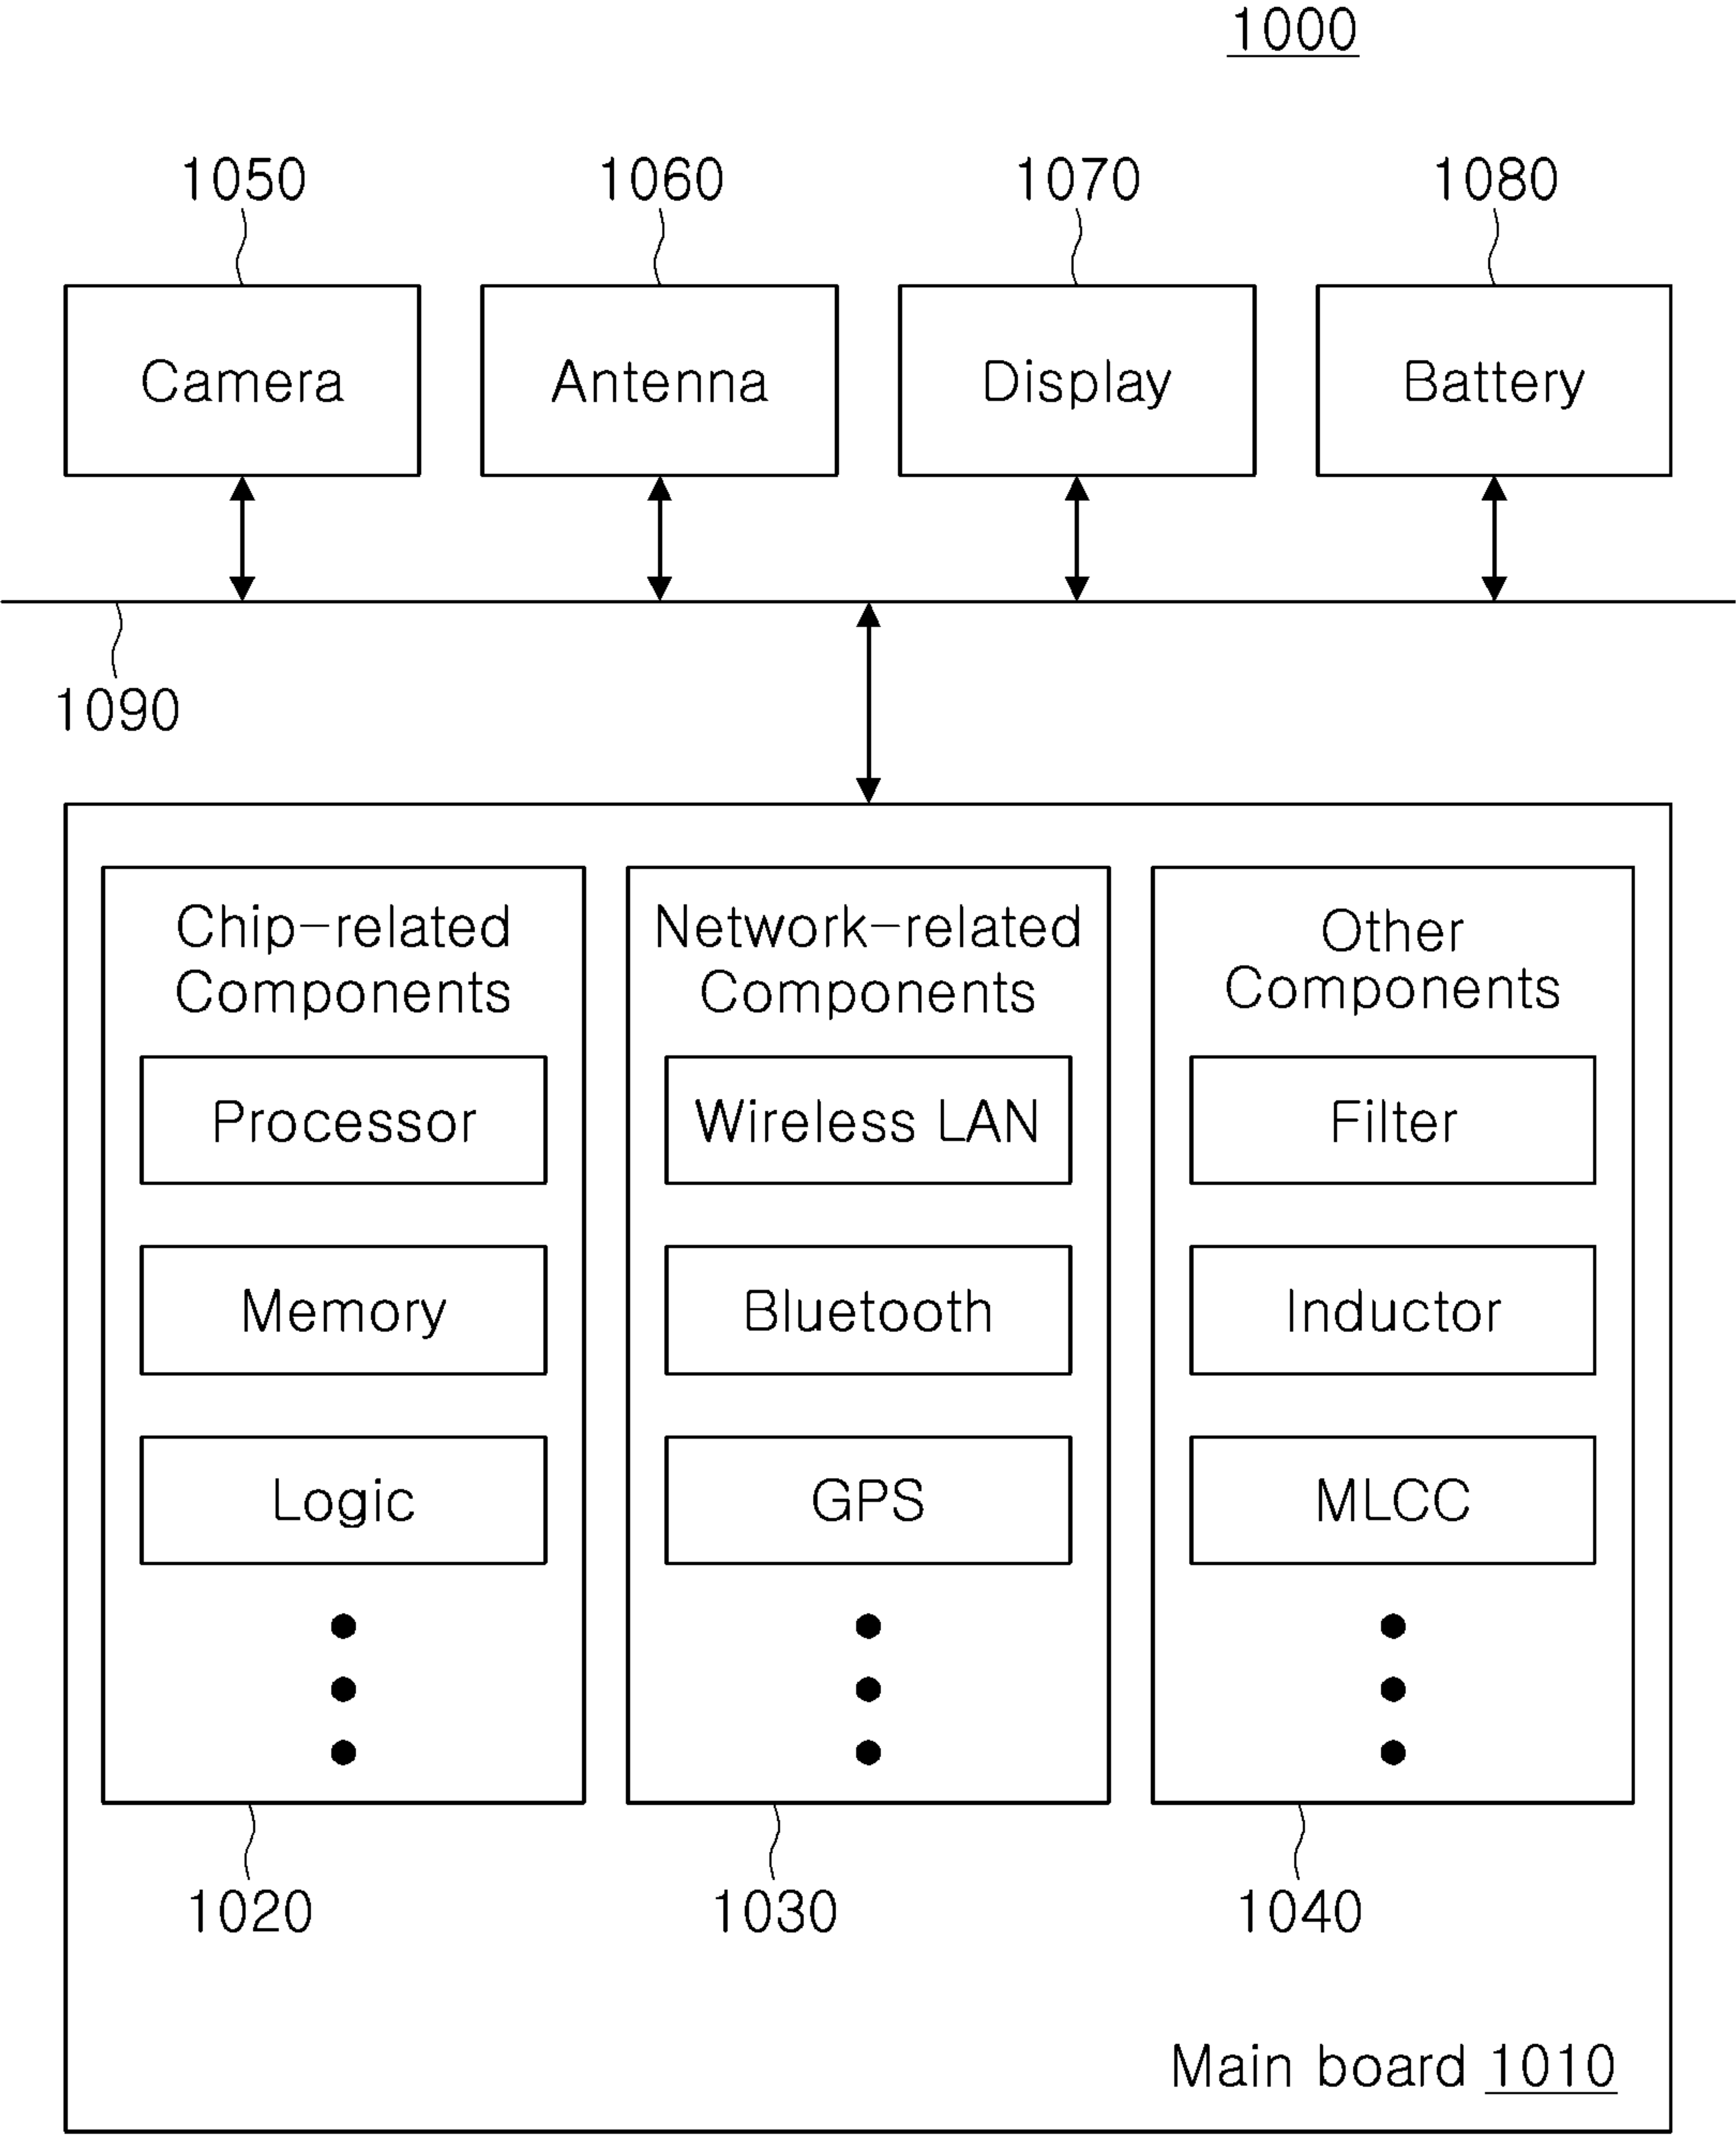 1000
1050 1060 1070 1080
Camera Antenna Display Battery
1090
Chip-related
Components
Processor
Memory
Logic
Network-related
Components
Wireless LAN
Bluetooth
GPS
Other
Components
Filter
Inductor
MLCC
1020 1030 1040
Main board 1010